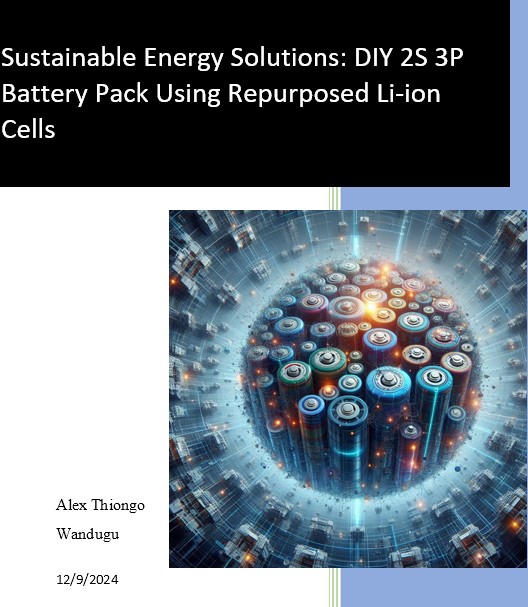 Sustainable Energy Solutions: DIY 2S 3P
Battery Pack Using Repurposed Li-ion
Cells
Alex Thiongo
Wandugu
12/9/2024